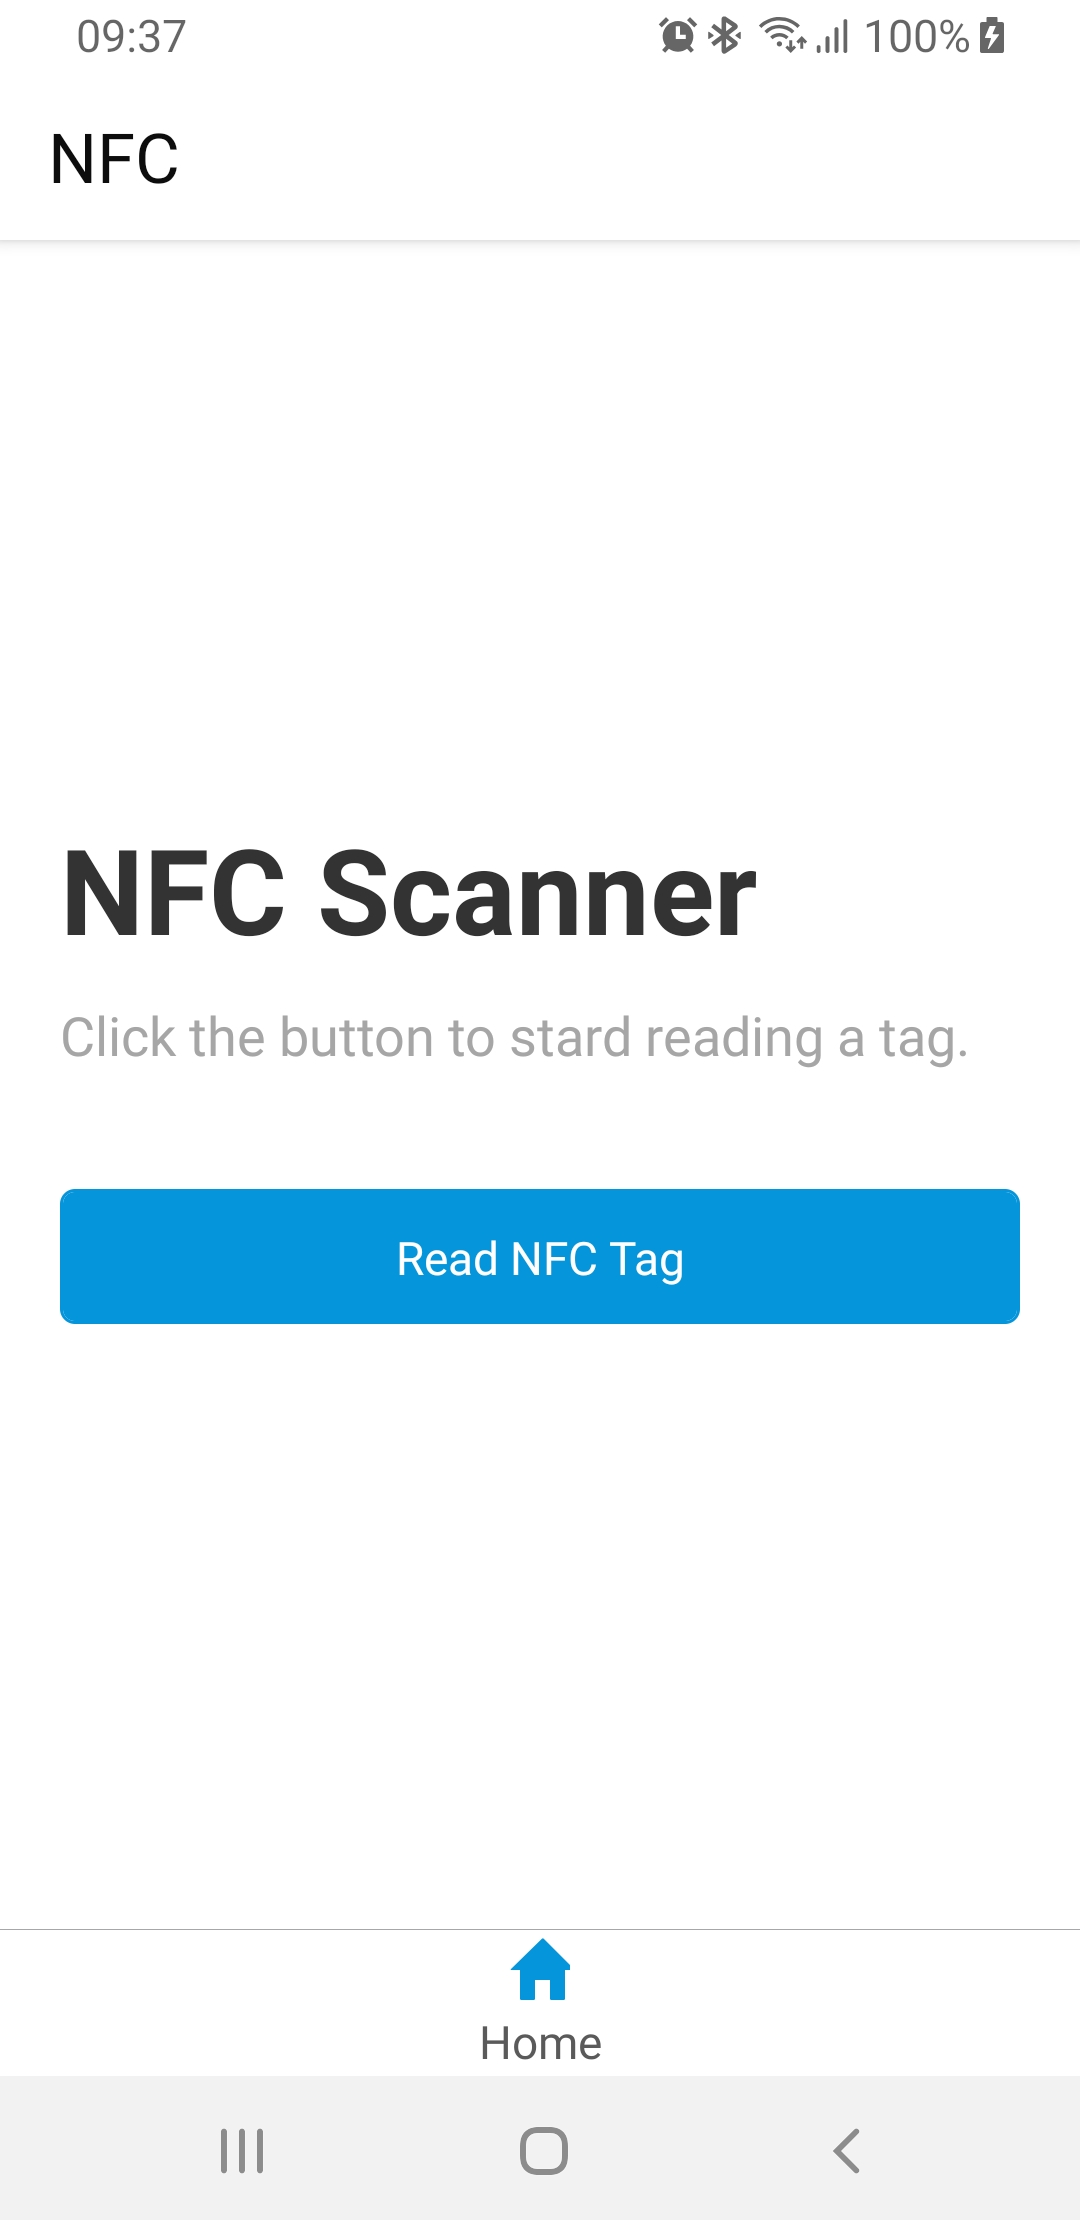 09:37
100%
NFC
NFC Scanner
Click the button to stard reading a tag.
Read NFC Tag
Home